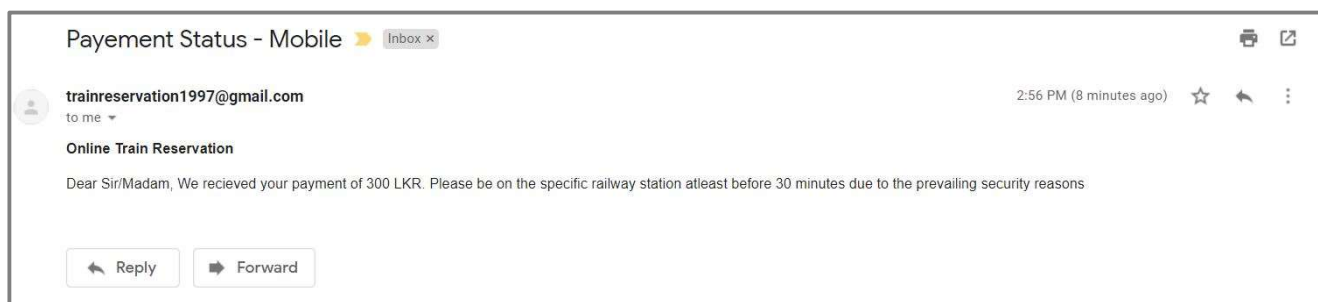 Payement Status - Mobile Inbox ×
trainreservation1997@gmail.com 2:56 PM (8 minutes ago)
to me
Online Train Reservation
Dear Sir/Madam, We recieved your payment of 300 LKR. Please be on the specific railway station atleast before 30 minutes due to the prevailing security reasons
Reply Forward